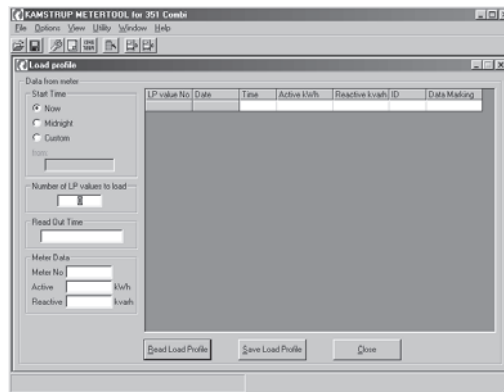 KAMSTRUP METERTOOL for 351 Combi
File Options View Utility Window Help
Load profile
Data from meter
Start Time
Now
Midnight
Custom
from:
LP value No Date Time Active kWh Reactive kvarh ID Data Marking
Number of LP values to load
0
Read Out Time
Meter Data
Meter No
Active kWh
Reactive kvarh
Read Load Profile Save Load Profile Close